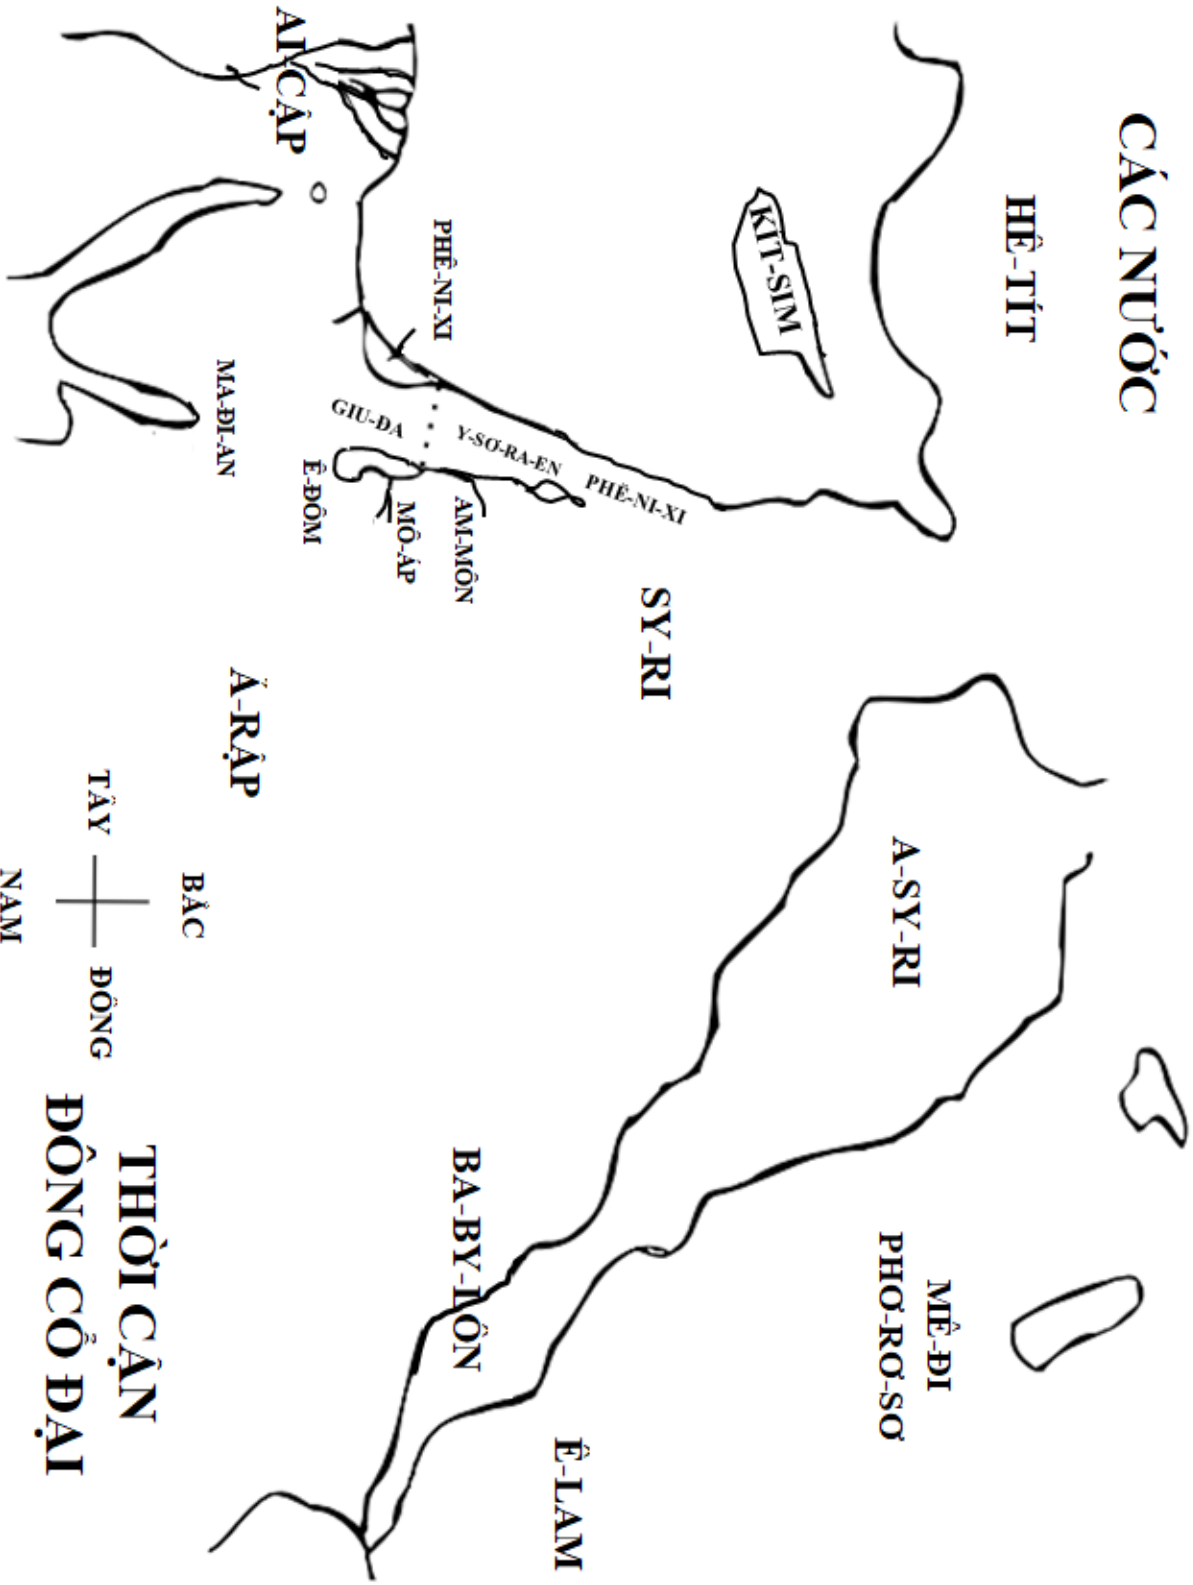 CÁC NƯỚC
HÊ-TÍT
MÊ-ĐI
PHƠ-RƠ-SƠ
A-SY-RI
KÍT-SIM
SY-RI
PHÊ-NI-XI
Ê-LAM
Y-SƠ-RA-EN
BA-BY-LÔN
AM-MÔN
PHÊ-NI-XI
MÔ-ÁP
GIU-ĐA
Ê-ĐÔM
AI-CẬP
Ả-RẬP
MA-ĐI-AN
BẮC
TÂY
ĐÔNG
NAM
THỜI CẬN
ĐÔNG CỔ ĐẠI